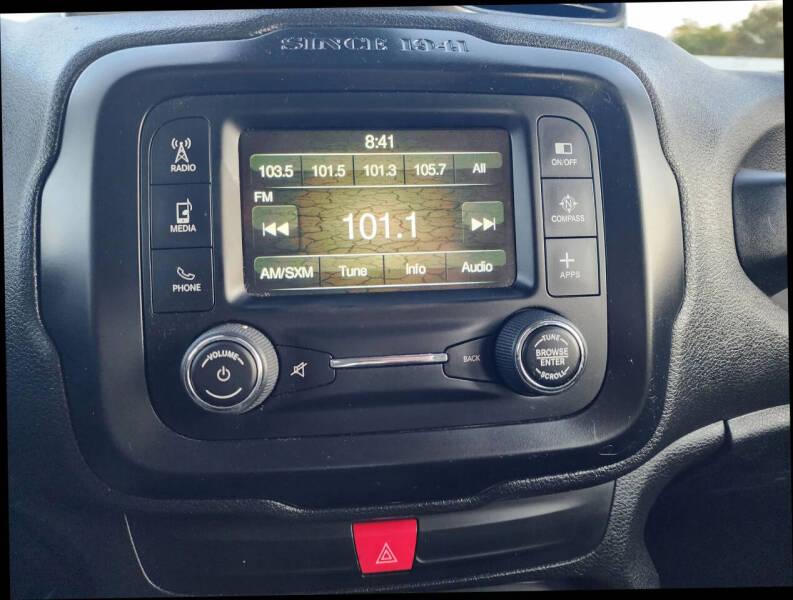 SINCE 1941
8:41
103.5 101.5 101.3 105.7 All
FM
101.1
AM/SXM Tune Info Audio
RADIO
MEDIA
PHONE
ON/OFF
COMPASS
APPS
VOLUME
BACK
TUNE
BROWSE
ENTER
SCROLL